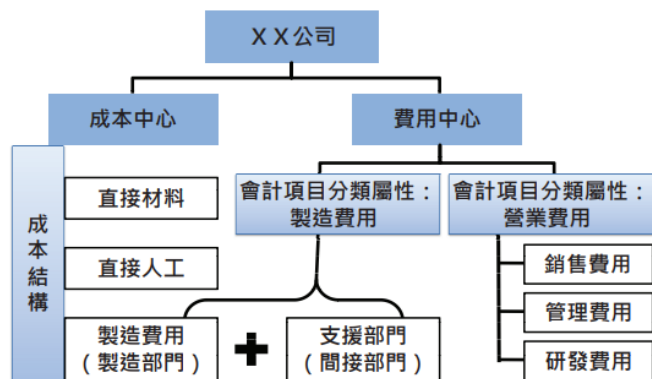 ＸＸ公司
成本中心
費用中心
成本結構
直接材料
會計項目分類屬性：
製造費用
會計項目分類屬性：
營業費用
直接人工
銷售費用
管理費用
研發費用
製造費用
（製造部門）
支援部門
（間接部門）